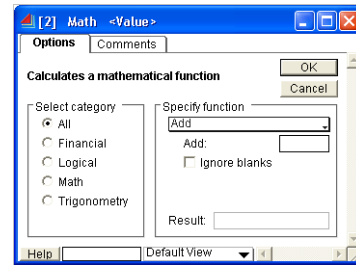 [2] Math <Value>
Options Comments
Calculates a mathematical function
OK
Cancel
Select category
All
Financial
Logical
Math
Trigonometry
Specify function
Add
Add:
Ignore blanks
Result:
Help Default View